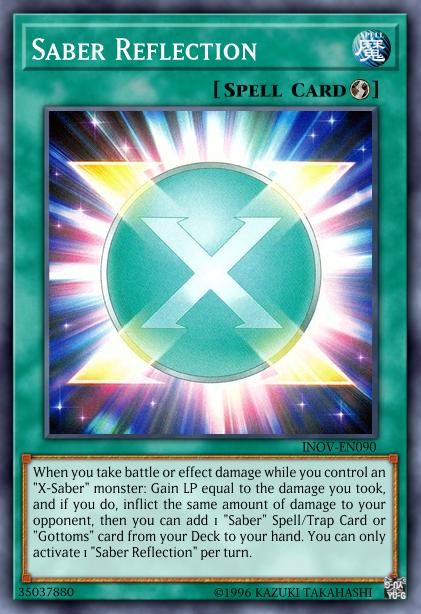 SABER REFLECTION
SPELL
魔
[SPELL CARD]
X
INOV-EN090
When you take battle or effect damage while you control an
"X-Saber" monster: Gain LP equal to the damage you took,
and if you do, inflict the same amount of damage to your
opponent, then you can add 1 "Saber" Spell/Trap Card or
"Gottoms" card from your Deck to your hand. You can only
activate 1 "Saber Reflection" per turn.
35037880
©1996 KAZUKI TAKAHASHI